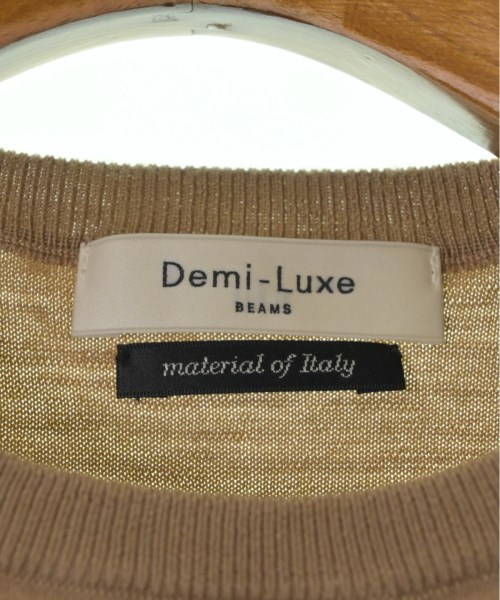 Demi-Luxe
BEAMS
material of Italy